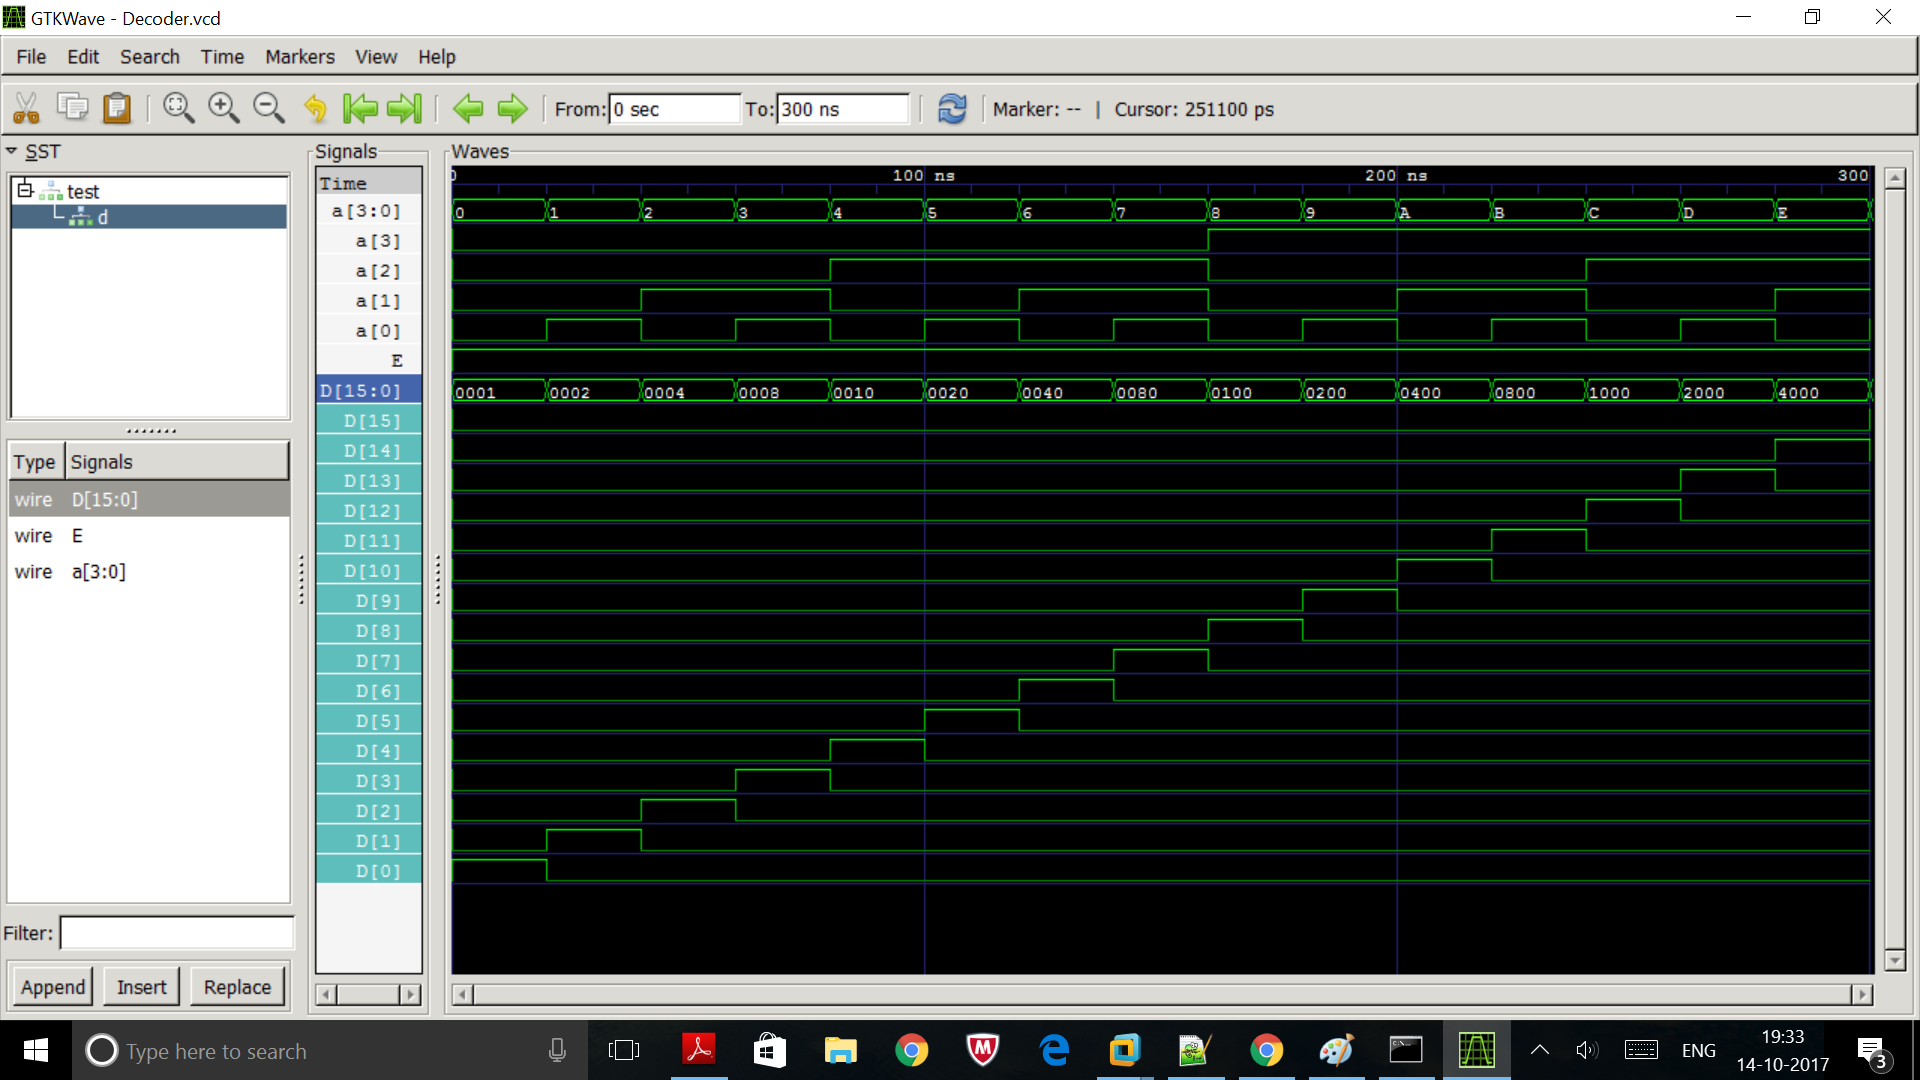 GTKWave - Decoder.vcd
File Edit Search Time Markers View Help
From: 0 sec To: 300 ns Marker: -- | Cursor: 251100 ps
SST
test
d
Type Signals
wire D[15:0]
wire E
wire a[3:0]
Filter:
Append Insert Replace
Signals
Time
a[3:0]
a[3]
a[2]
a[1]
a[0]
E
D[15:0]
D[15]
D[14]
D[13]
D[12]
D[11]
D[10]
D[9]
D[8]
D[7]
D[6]
D[5]
D[4]
D[3]
D[2]
D[1]
D[0]
Waves
0 100 ns 200 ns 300
0 1 2 3 4 5 6 7 8 9 A B C D E
0001 0002 0004 0008 0010 0020 0040 0080 0100 0200 0400 0800 1000 2000 4000
Type here to search
ENG
19:33
14-10-2017
3